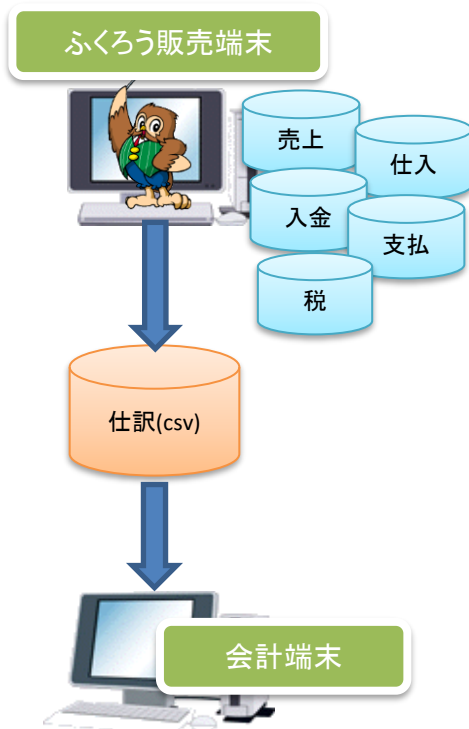 ふくろう販売端末
売上
仕入
入金
支払
税
仕訳(csv)
会計端末